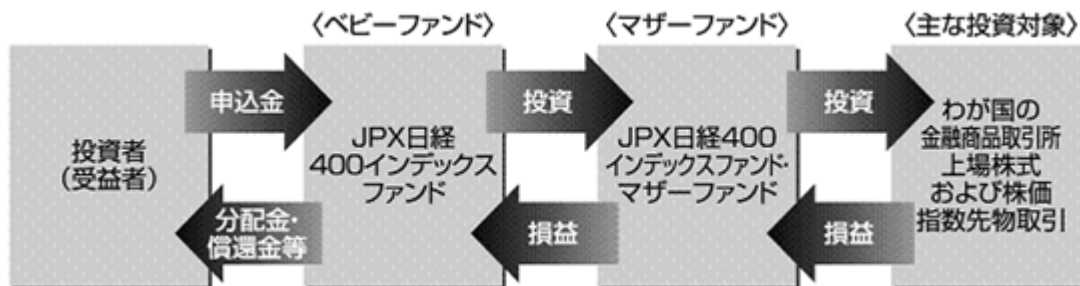 〈ベビーファンド〉
〈マザーファンド〉
〈主な投資対象〉
投資者
(受益者)
申込金
分配金・
償還金等
JPX日経
400インデックス
ファンド
投資
損益
JPX日経400
インデックスファンド・
マザーファンド
投資
損益
わが国の
金融商品取引所
上場株式
および株価
指数先物取引